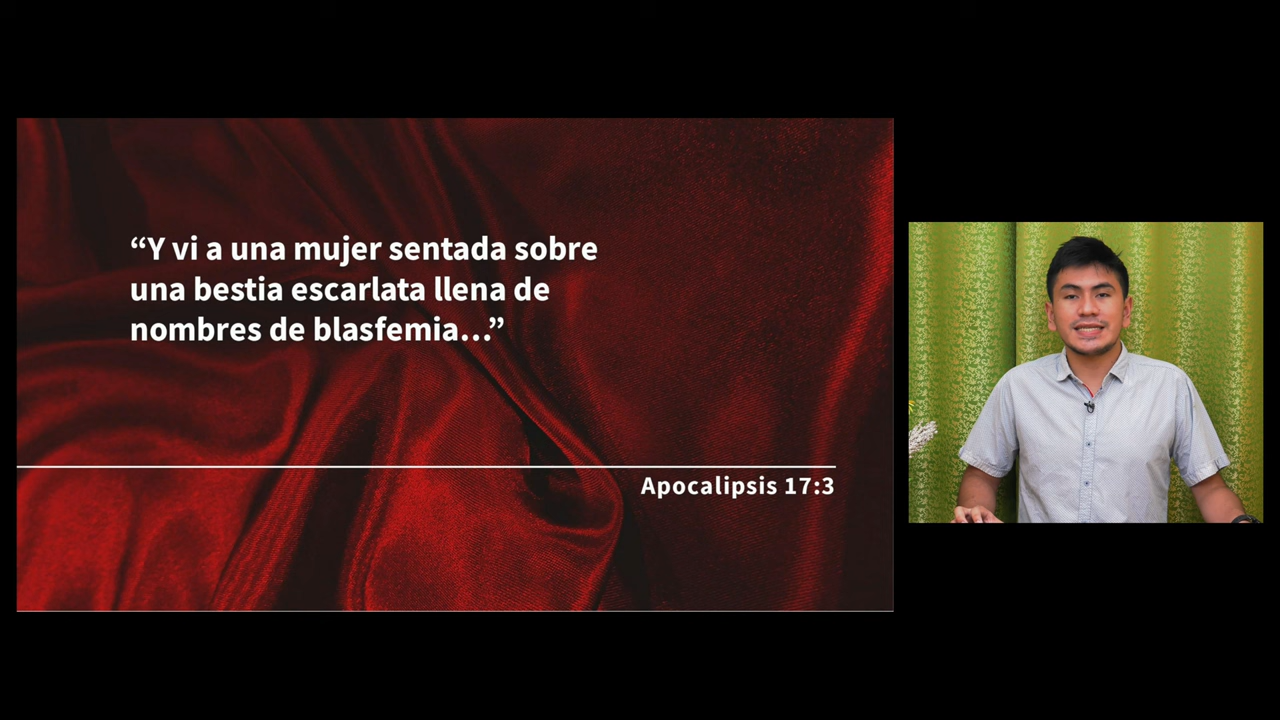 “Y vi a una mujer sentada sobre
una bestia escarlata llena de
nombres de blasfemia...”
Apocalipsis 17:3